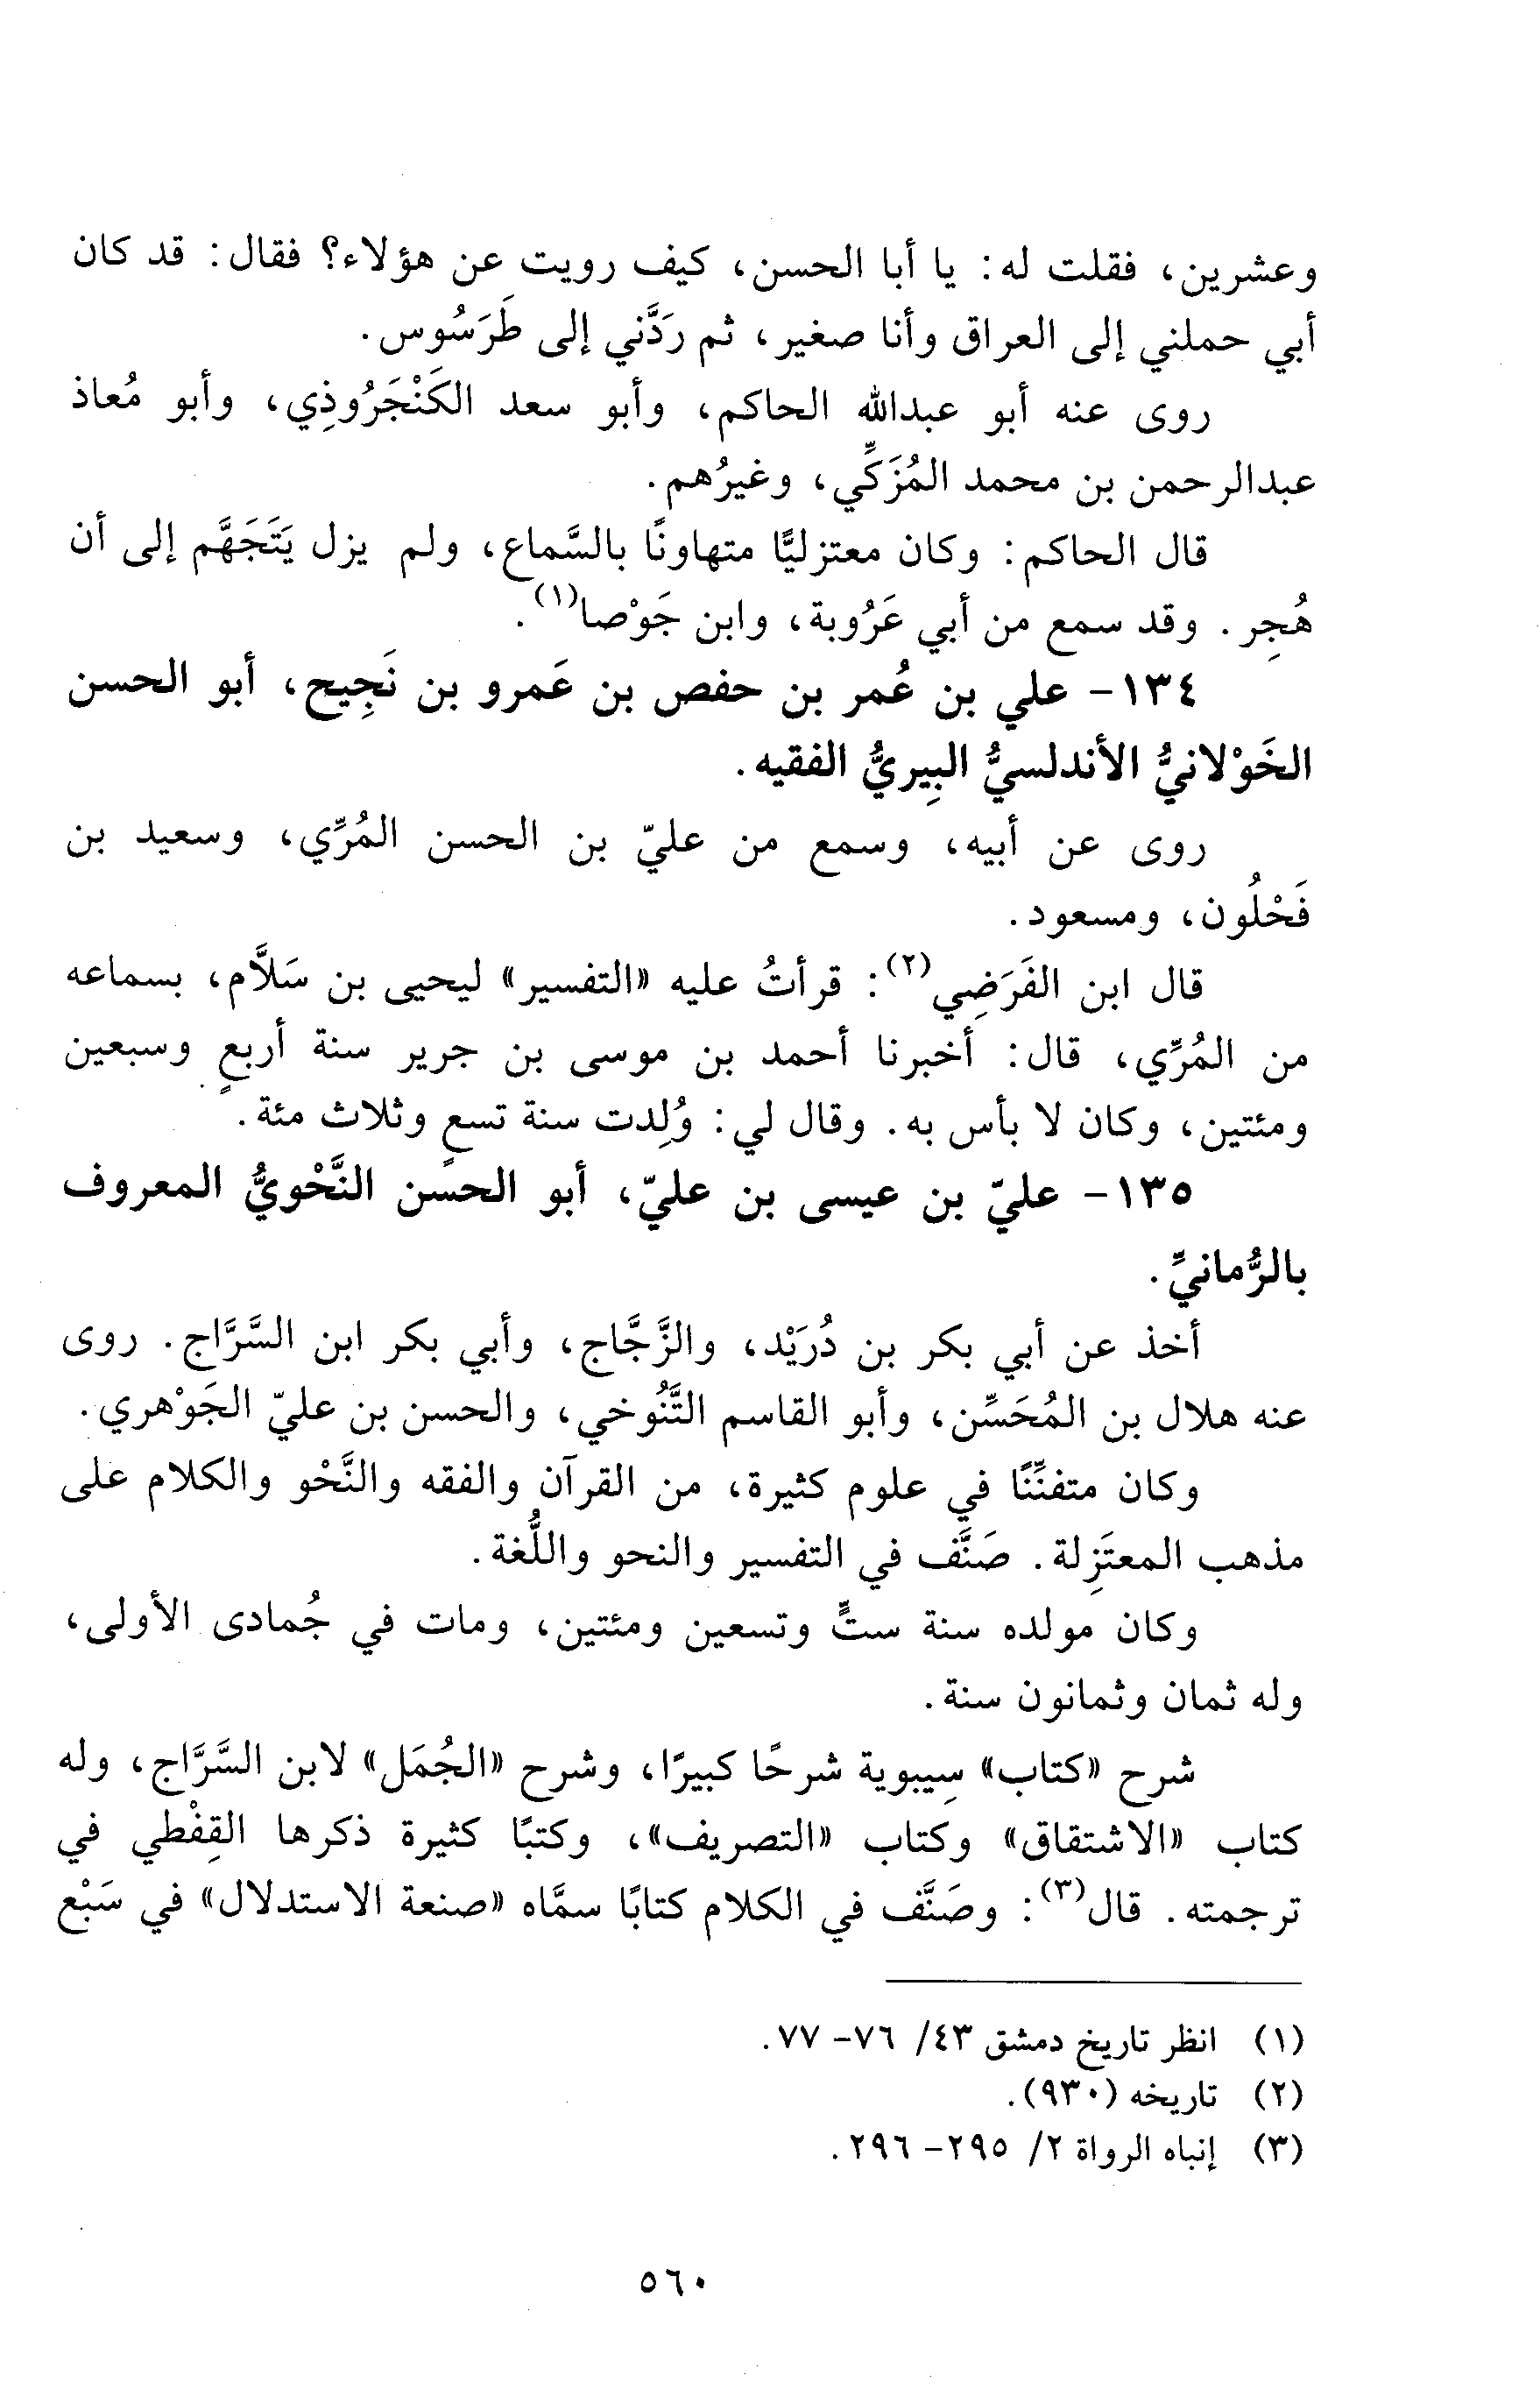 وعشرين، فقلت له: يا أبا الحسن، كيف رويت عن هؤلاء؟ فقال: قد كان
أبي حملني إلى العراق وأنا صغير، ثم ردَّني إلى طَرَسُوس.
روى عنه أبو عبدالله الحاكم، وأبو سعد الكَنْجَرُوذِي، وأبو مُعاذ
عبدالرحمن بن محمد المُزَكِّي، وغيرُهم.
قال الحاكم: وكان معتزليًّا متهاونًا بالسَّماع، ولم يزل يَتَجَهَّم إلى أن
هُجِر. وقد سمع من أبي عَرُوبة، وابن جَوْصا(١).
١٣٤- علي بن عُمر بن حفص بن عَمرو بن نَجِيح، أبو الحسن
الخَوْلانيُّ الأندلسيُّ البِيريُّ الفقيه.
روى عن أبيه، وسمع من عليّ بن الحسن المُرِّي، وسعيد بن
فَحْلُون، ومسعود.
قال ابن الفَرَضِي(٢): قرأتُ عليه «التفسير» ليحيى بن سَلاَّم، بسماعه
من المُرِّي، قال: أخبرنا أحمد بن موسى بن جرير سنة أربعٍ وسبعين
ومئتين، وكان لا بأس به. وقال لي: وُلِدت سنة تسعٍ وثلاث مئة.
١٣٥- عليّ بن عيسى بن عليّ، أبو الحسن النَّحْويُّ المعروف
بالرُّمانيِّ.
أخذ عن أبي بكر بن دُرَيْد، والزَّجَّاج، وأبي بكر ابن السَّرَّاج. روى
عنه هلال بن المُحَسِّن، وأبو القاسم التَّنُوخي، والحسن بن عليّ الجَوْهري.
وكان متفنِّنًا في علوم كثيرة، من القرآن والفقه والنَّحْو والكلام على
مذهب المعتَزِلة. صَنَّف في التفسير والنحو واللُّغة.
وكان مولده سنة ستٍّ وتسعين ومئتين، ومات في جُمادى الأولى،
وله ثمان وثمانون سنة.
شرح «كتاب» سِيبوية شرحًا كبيرًا، وشرح «الجُمَل» لابن السَّرَّاج، وله
كتاب «الاشتقاق» وكتاب «التصريف»، وكتبًا كثيرة ذكرها القِفْطي في
ترجمته. قال(٣): وصَنَّف في الكلام كتابًا سمَّاه «صنعة الاستدلال» في سَبْع
(١) انظر تاريخ دمشق ٤٣/ ٧٦- ٧٧.
(٢) تاريخه (٩٣٠).
(٣) إنباه الرواة ٢/ ٢٩٥- ٢٩٦.
٥٦٠